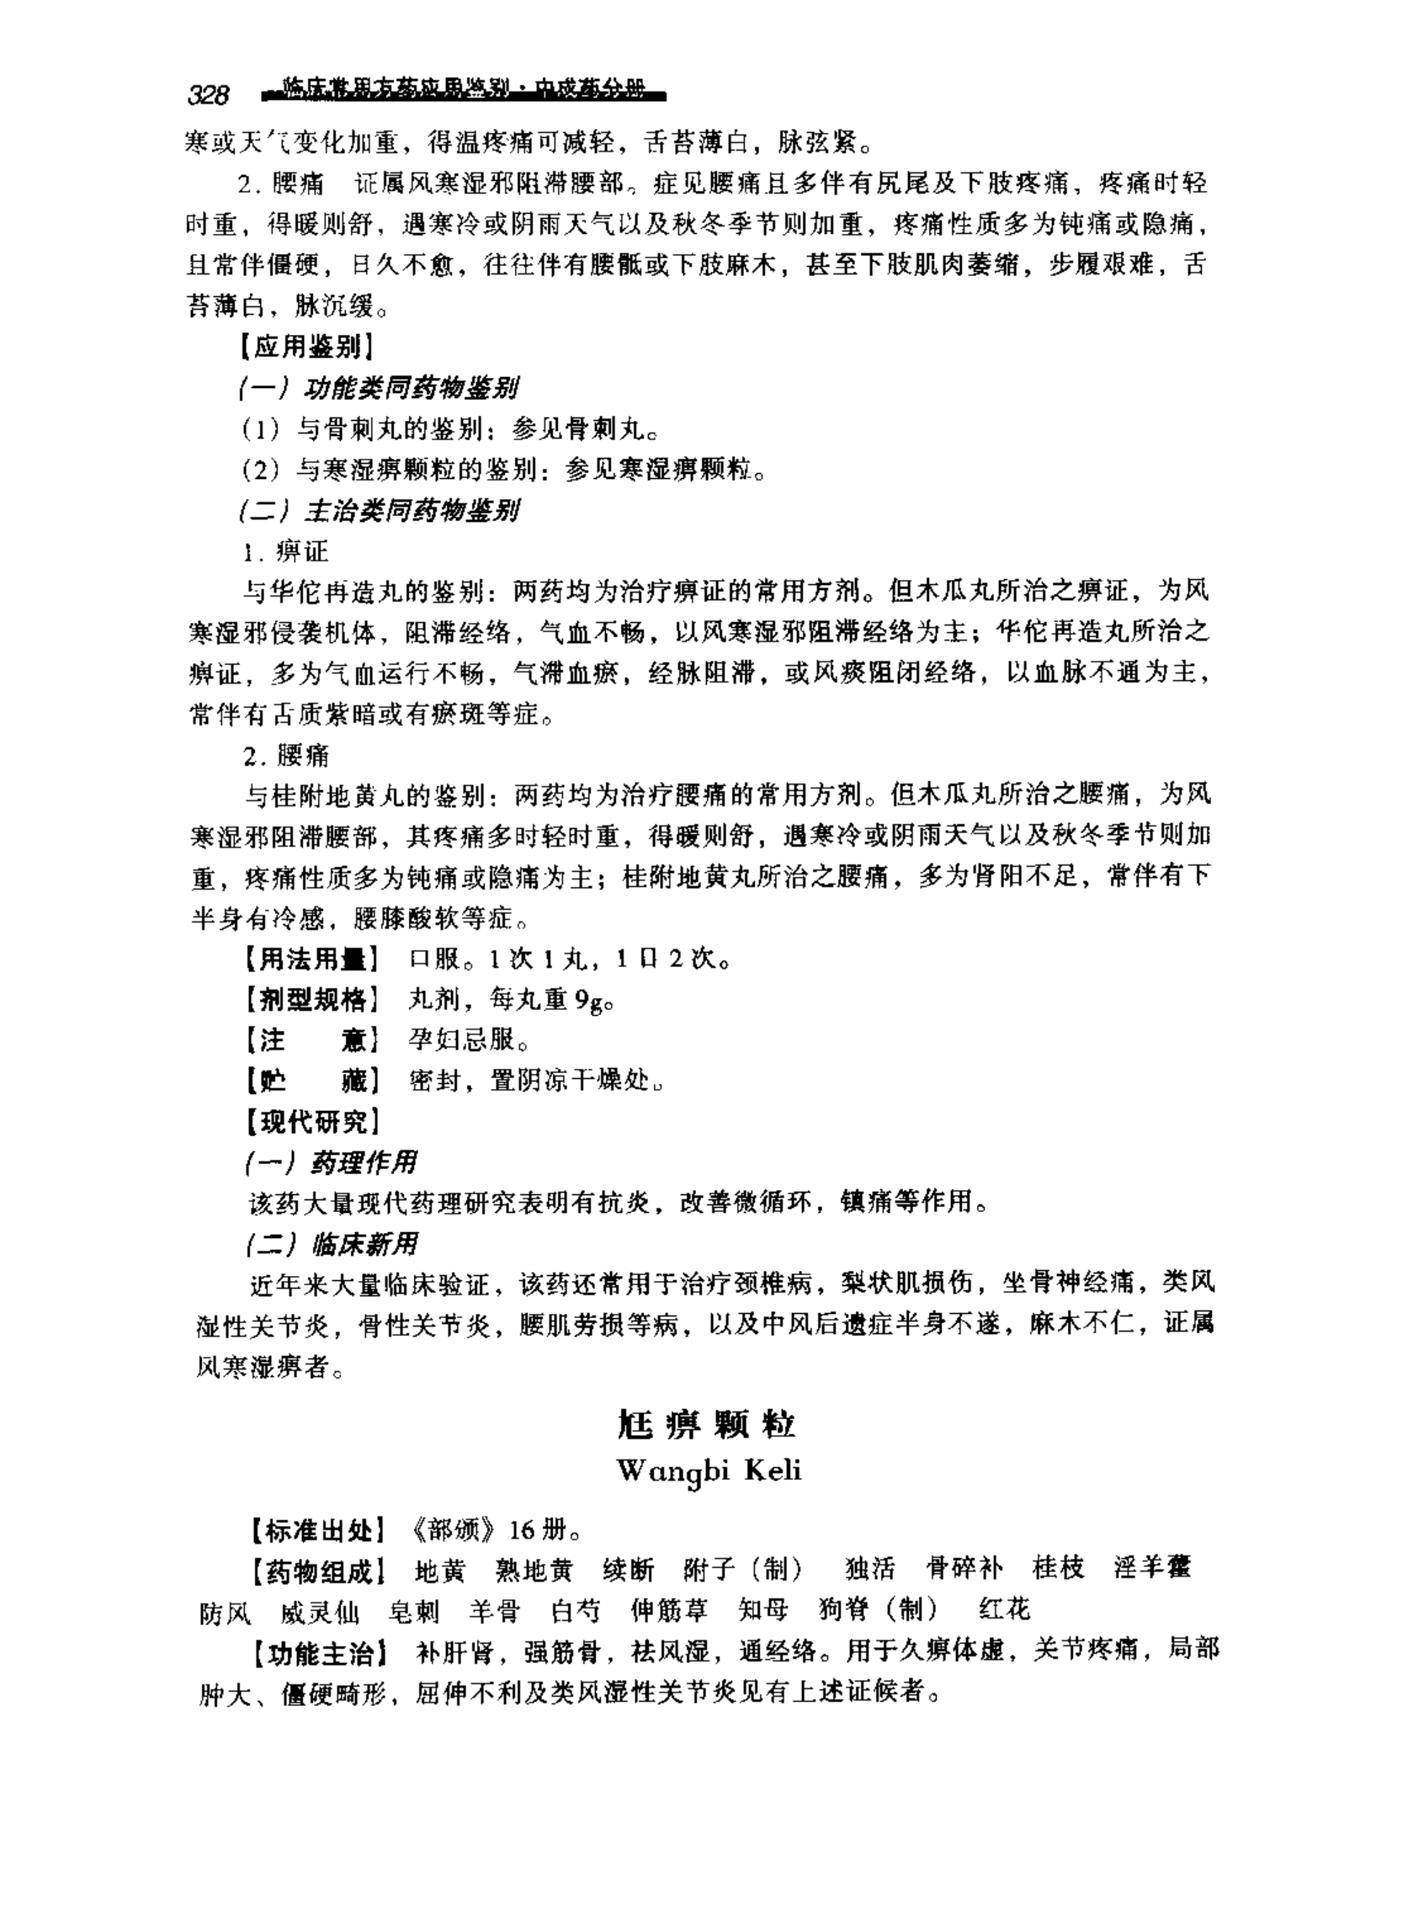 328 临床常用方药应用鉴别·中成药分册
寒或天气变化加重，得温疼痛可减轻，舌苔薄白，脉弦紧。
2. 腰痛 证属风寒湿邪阻滞腰部。症见腰痛且多伴有尻尾及下肢疼痛，疼痛时轻
时重，得暖则舒，遇寒冷或阴雨天气以及秋冬季节则加重，疼痛性质多为钝痛或隐痛，
且常伴僵硬，日久不愈，往往伴有腰骶或下肢麻木，甚至下肢肌肉萎缩，步履艰难，舌
苔薄白，脉沉缓。
【应用鉴别】
(一) 功能类同药物鉴别
(1) 与骨刺丸的鉴别：参见骨刺丸。
(2) 与寒湿痹颗粒的鉴别：参见寒湿痹颗粒。
(二) 主治类同药物鉴别
1. 痹证
与华佗再造丸的鉴别：两药均为治疗痹证的常用方剂。但木瓜丸所治之痹证，为风
寒湿邪侵袭机体，阻滞经络，气血不畅，以风寒湿邪阻滞经络为主；华佗再造丸所治之
痹证，多为气血运行不畅，气滞血瘀，经脉阻滞，或风痰阻闭经络，以血脉不通为主，
常伴有舌质紫暗或有瘀斑等症。
2. 腰痛
与桂附地黄丸的鉴别：两药均为治疗腰痛的常用方剂。但木瓜丸所治之腰痛，为风
寒湿邪阻滞腰部，其疼痛多时轻时重，得暖则舒，遇寒冷或阴雨天气以及秋冬季节则加
重，疼痛性质多为钝痛或隐痛为主；桂附地黄丸所治之腰痛，多为肾阳不足，常伴有下
半身有冷感，腰膝酸软等症。
【用法用量】 口服。1 次 1 丸，1 日 2 次。
【剂型规格】 丸剂，每丸重 9g。
【注 意】 孕妇忌服。
【贮 藏】 密封，置阴凉干燥处。
【现代研究】
(一) 药理作用
该药大量现代药理研究表明有抗炎，改善微循环，镇痛等作用。
(二) 临床新用
近年来大量临床验证，该药还常用于治疗颈椎病，梨状肌损伤，坐骨神经痛，类风
湿性关节炎，骨性关节炎，腰肌劳损等病，以及中风后遗症半身不遂，麻木不仁，证属
风寒湿痹者。
尪痹颗粒
Wangbi Keli
【标准出处】 《部颁》16 册。
【药物组成】 地黄 熟地黄 续断 附子（制） 独活 骨碎补 桂枝 淫羊藿
防风 威灵仙 皂刺 羊骨 白芍 伸筋草 知母 狗脊（制） 红花
【功能主治】 补肝肾，强筋骨，祛风湿，通经络。用于久痹体虚，关节疼痛，局部
肿大、僵硬畸形，屈伸不利及类风湿性关节炎见有上述证候者。